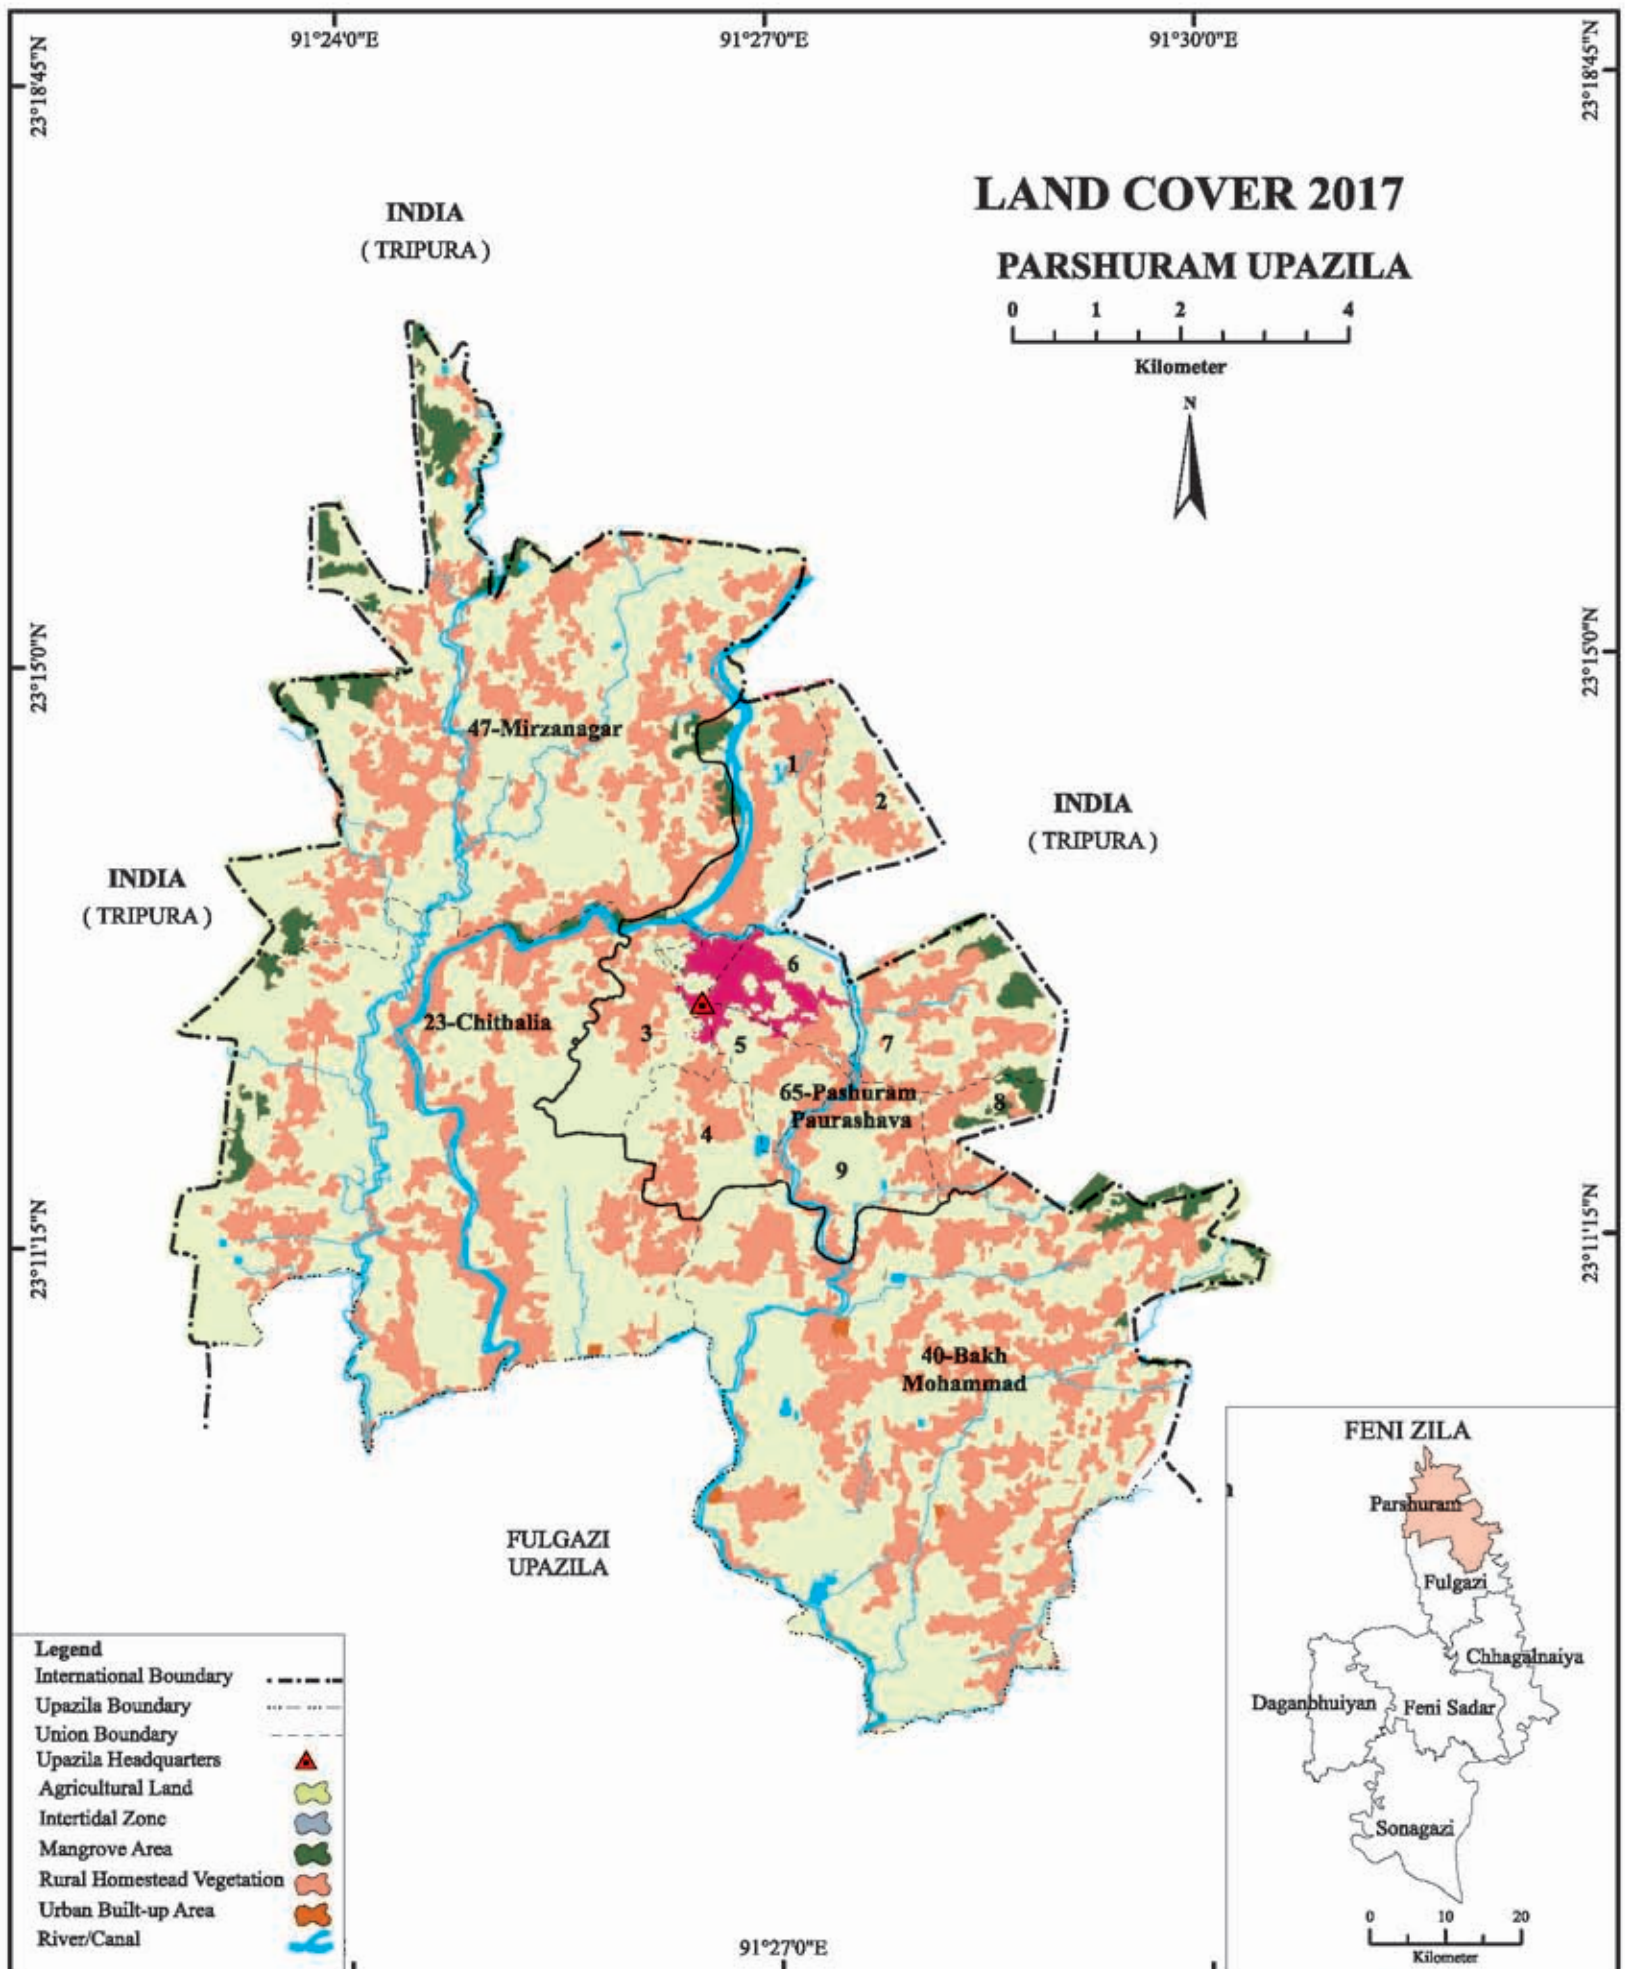 91°24'0"E
91°27'0"E
91°30'0"E
23°18'45"N
23°18'45"N
LAND COVER 2017
PARSHURAM UPAZILA
0 1 2 4
Kilometer
N
INDIA
( TRIPURA )
23°15'0"N
23°15'0"N
47-Mirzanagar
1
2
INDIA
( TRIPURA )
INDIA
( TRIPURA )
6
23-Chithalia
3
5
7
65-Pashuram
Paurashava
8
4
9
23°11'15"N
23°11'15"N
40-Bakh
Mohammad
FULGAZI
UPAZILA
FENI ZILA
Parshuram
Fulgazi
Chhagalnaiya
Daganbhuiyan
Feni Sadar
Sonagazi
0 10 20
Kilometer
Legend
International Boundary
Upazila Boundary
Union Boundary
Upazila Headquarters
Agricultural Land
Intertidal Zone
Mangrove Area
Rural Homestead Vegetation
Urban Built-up Area
River/Canal
91°27'0"E